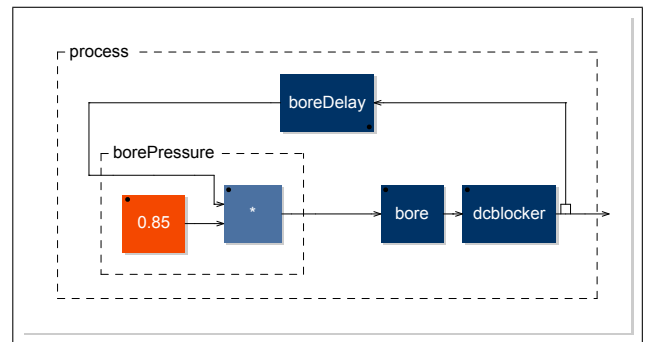 process
boreDelay
borePressure
0.85
*
bore
dcblocker